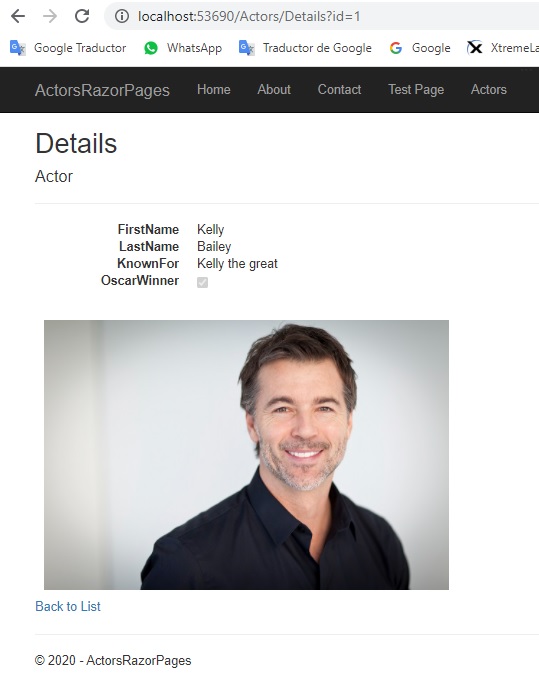 localhost:53690/Actors/Details?id=1
Google Traductor WhatsApp Traductor de Google Google XtremeLa
ActorsRazorPages Home About Contact Test Page Actors
Details
Actor
FirstName Kelly
LastName Bailey
KnownFor Kelly the great
OscarWinner
Back to List
© 2020 - ActorsRazorPages